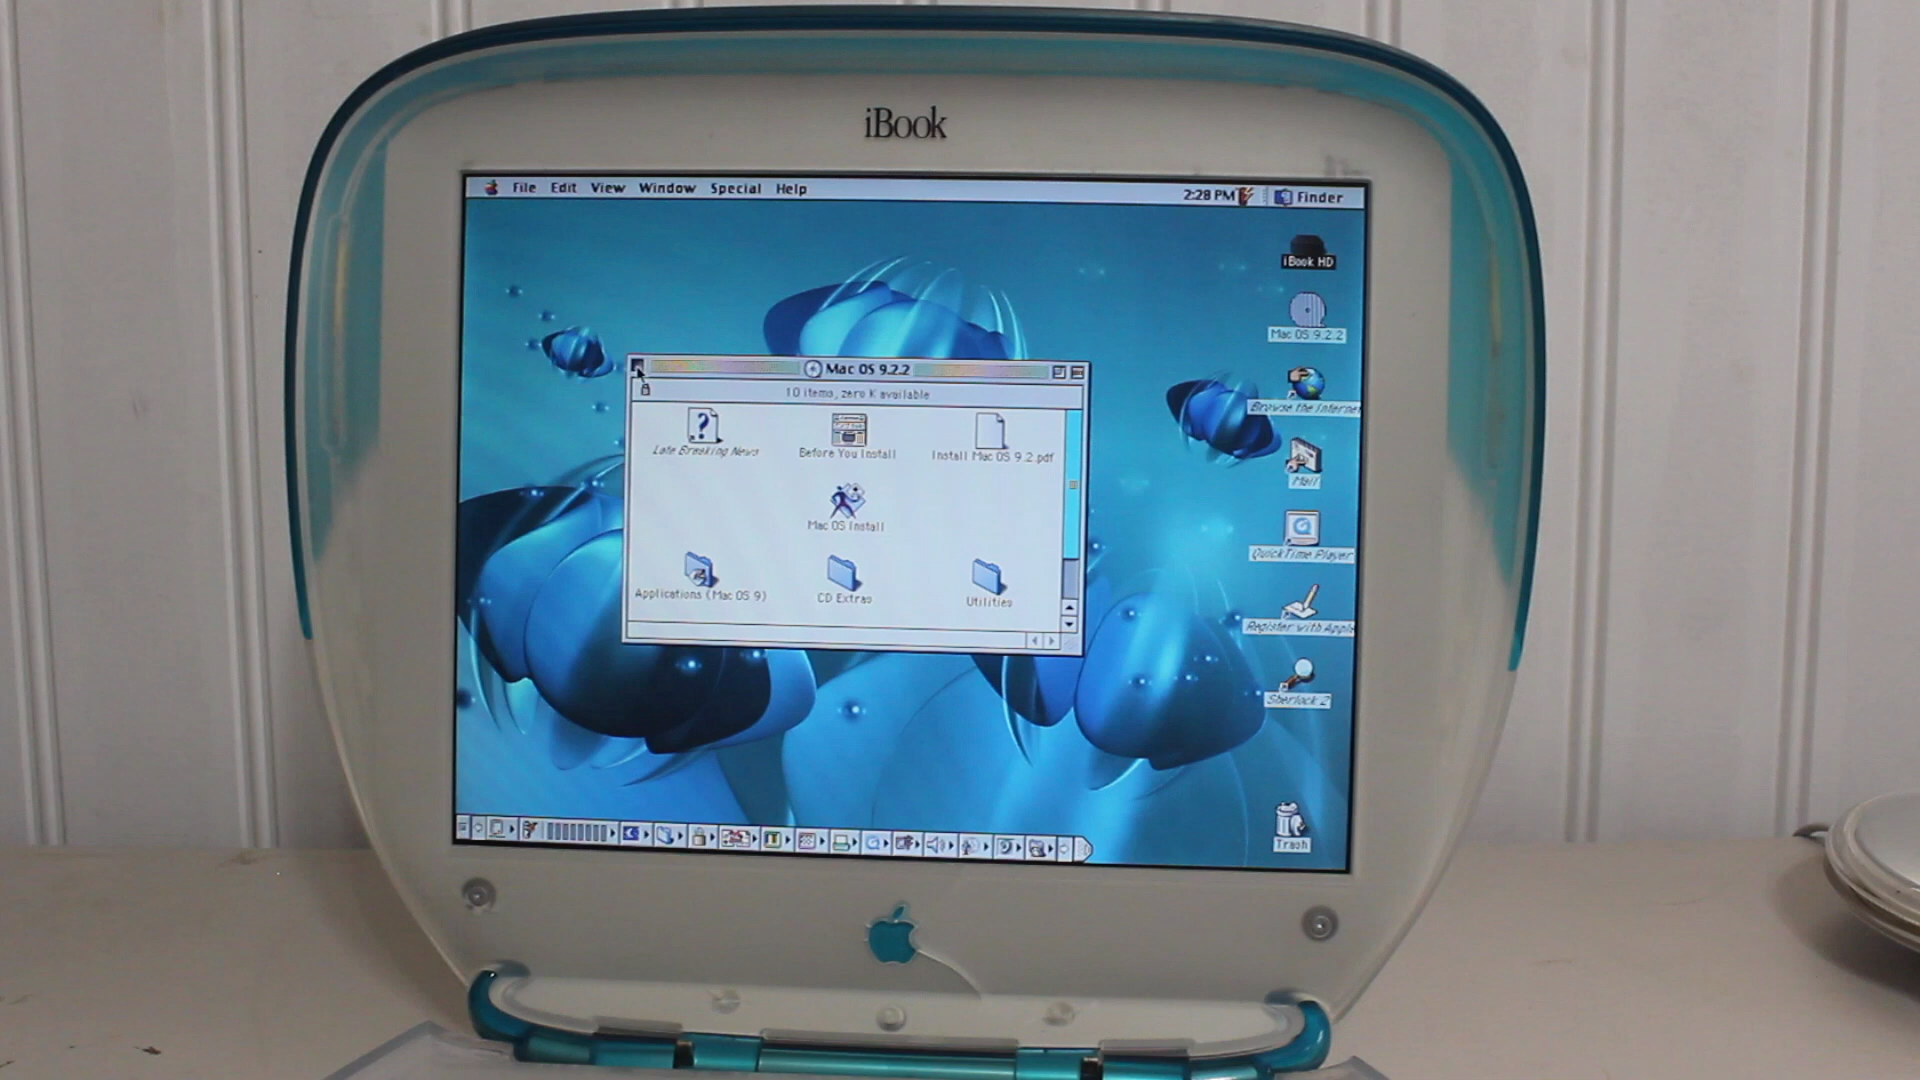 iBook
File Edit View Window Special Help 2:28 PM Finder
iBook HD
Mac OS 9.2.2
Browse the Internet
Mail
QuickTime Player
Register with Apple
Sherlock 2
Trash
Mac OS 9.2.2
10 items, zero K available
Late Breaking News Before You Install Install Mac OS 9.2.pdf
Mac OS Install
Applications (Mac OS 9) CD Extras Utilities